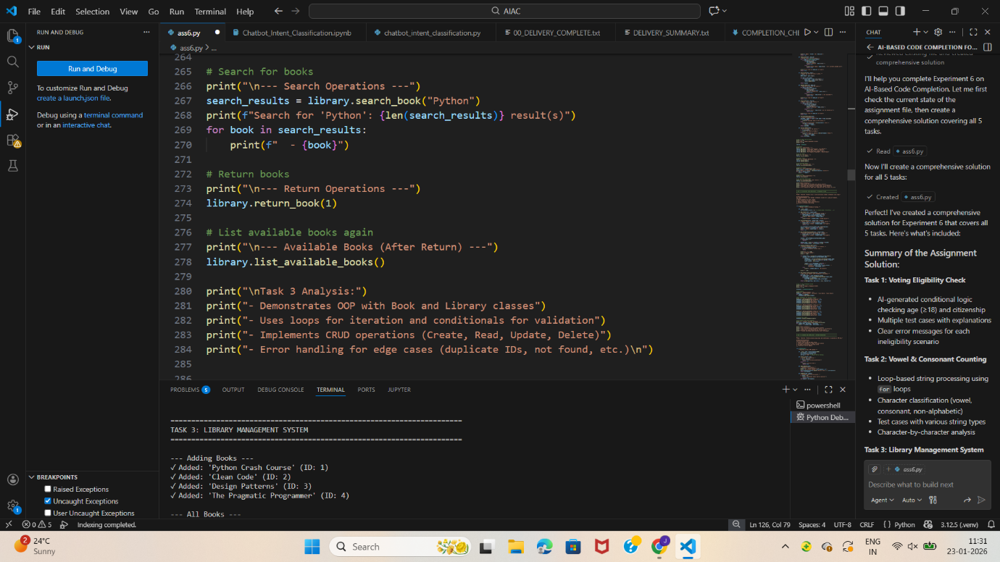 File Edit Selection View Go Run Terminal Help
AIAC
RUN AND DEBUG
RUN
Run and Debug
To customize Run and Debug
create a launch.json file.
Debug using a terminal command
or in an interactive chat.
BREAKPOINTS
Raised Exceptions
Uncaught Exceptions
User Uncaught Exceptions
ass6.py
Chatbot_Intent_Classification.ipynb
chatbot_intent_classification.py
00_DELIVERY_COMPLETE.txt
DELIVERY_SUMMARY.txt
COMPLETION_CHE
ass6.py > ...
264
265 # Search for books
266 print("\n--- Search Operations ---")
267 search_results = library.search_book("Python")
268 print(f"Search for 'Python': {len(search_results)} result(s)")
269 for book in search_results:
270     print(f"  - {book}")
271
272 # Return books
273 print("\n--- Return Operations ---")
274 library.return_book(1)
275
276 # List available books again
277 print("\n--- Available Books (After Return) ---")
278 library.list_available_books()
279
280 print("\nTask 3 Analysis:")
281 print("- Demonstrates OOP with Book and Library classes")
282 print("- Uses loops for iteration and conditionals for validation")
283 print("- Implements CRUD operations (Create, Read, Update, Delete)")
284 print("- Error handling for edge cases (duplicate IDs, not found, etc.)\n")
285
286
PROBLEMS 5 OUTPUT DEBUG CONSOLE TERMINAL PORTS JUPYTER
======================================================================
TASK 3: LIBRARY MANAGEMENT SYSTEM
======================================================================
--- Adding Books ---
✓ Added: 'Python Crash Course' (ID: 1)
✓ Added: 'Clean Code' (ID: 2)
✓ Added: 'Design Patterns' (ID: 3)
✓ Added: 'The Pragmatic Programmer' (ID: 4)
--- All Books ---
powershell
Python Deb...
CHAT
AI-BASED CODE COMPLETION FO...
Reviewed existing file and created
comprehensive solution
I'll help you complete Experiment 6 on
AI-Based Code Completion. Let me first
check the current state of the
assignment file, then create a
comprehensive solution covering all 5
tasks.
Read ass6.py
Now I'll create a comprehensive solution
for all 5 tasks:
Created ass6.py
Perfect! I've created a comprehensive
solution for Experiment 6 that covers all
5 tasks. Here's what's included:
Summary of the Assignment
Solution:
Task 1: Voting Eligibility Check
• AI-generated conditional logic
checking age (≥18) and citizenship
• Multiple test cases with explanations
• Clear error messages for each
ineligibility scenario
Task 2: Vowel & Consonant Counting
• Loop-based string processing using
for loops
• Character classification (vowel,
consonant, non-alphabetic)
• Test cases with various string types
• Character-by-character analysis
Task 3: Library Management System
ass6.py
Describe what to build next
Agent Auto
0 5 Indexing completed.
Ln 126, Col 79 Spaces: 4 UTF-8 CRLF { } Python 3.12.5 (.venv)
2
24°C
Sunny
Search
ENG
IN
11:31
23-01-2026